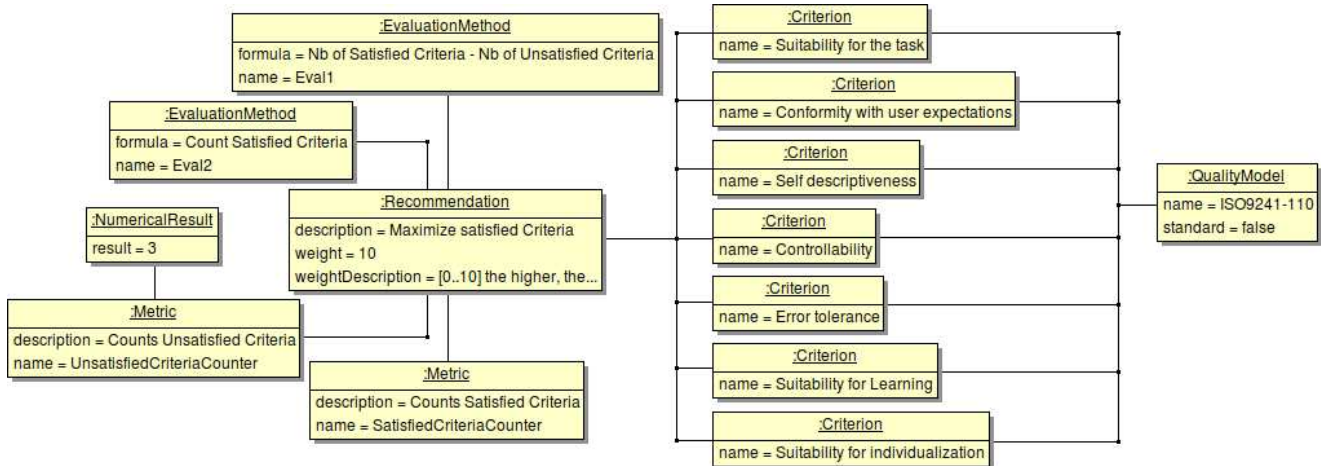 :EvaluationMethod
formula = Nb of Satisfied Criteria - Nb of Unsatisfied Criteria
name = Eval1
:EvaluationMethod
formula = Count Satisfied Criteria
name = Eval2
:NumericalResult
result = 3
:Recommendation
description = Maximize satisfied Criteria
weight = 10
weightDescription = [0..10] the higher, the...
:Metric
description = Counts Unsatisfied Criteria
name = UnsatisfiedCriteriaCounter
:Metric
description = Counts Satisfied Criteria
name = SatisfiedCriteriaCounter
:Criterion
name = Suitability for the task
:Criterion
name = Conformity with user expectations
:Criterion
name = Self descriptiveness
:Criterion
name = Controllability
:Criterion
name = Error tolerance
:Criterion
name = Suitability for Learning
:Criterion
name = Suitability for individualization
:QualityModel
name = ISO9241-110
standard = false